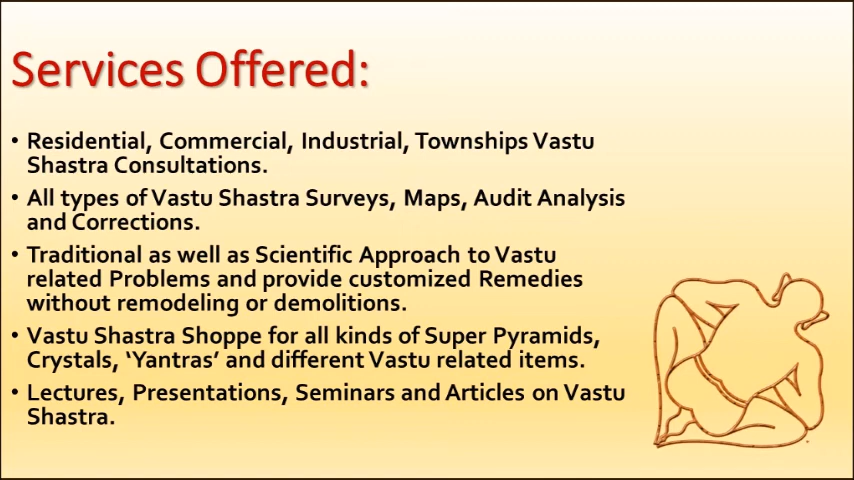 Services Offered:
• Residential, Commercial, Industrial, Townships Vastu
Shastra Consultations.
• All types of Vastu Shastra Surveys, Maps, Audit Analysis
and Corrections.
• Traditional as well as Scientific Approach to Vastu
related Problems and provide customized Remedies
without remodeling or demolitions.
• Vastu Shastra Shoppe for all kinds of Super Pyramids,
Crystals, ‘Yantras’ and different Vastu related items.
• Lectures, Presentations, Seminars and Articles on Vastu
Shastra.